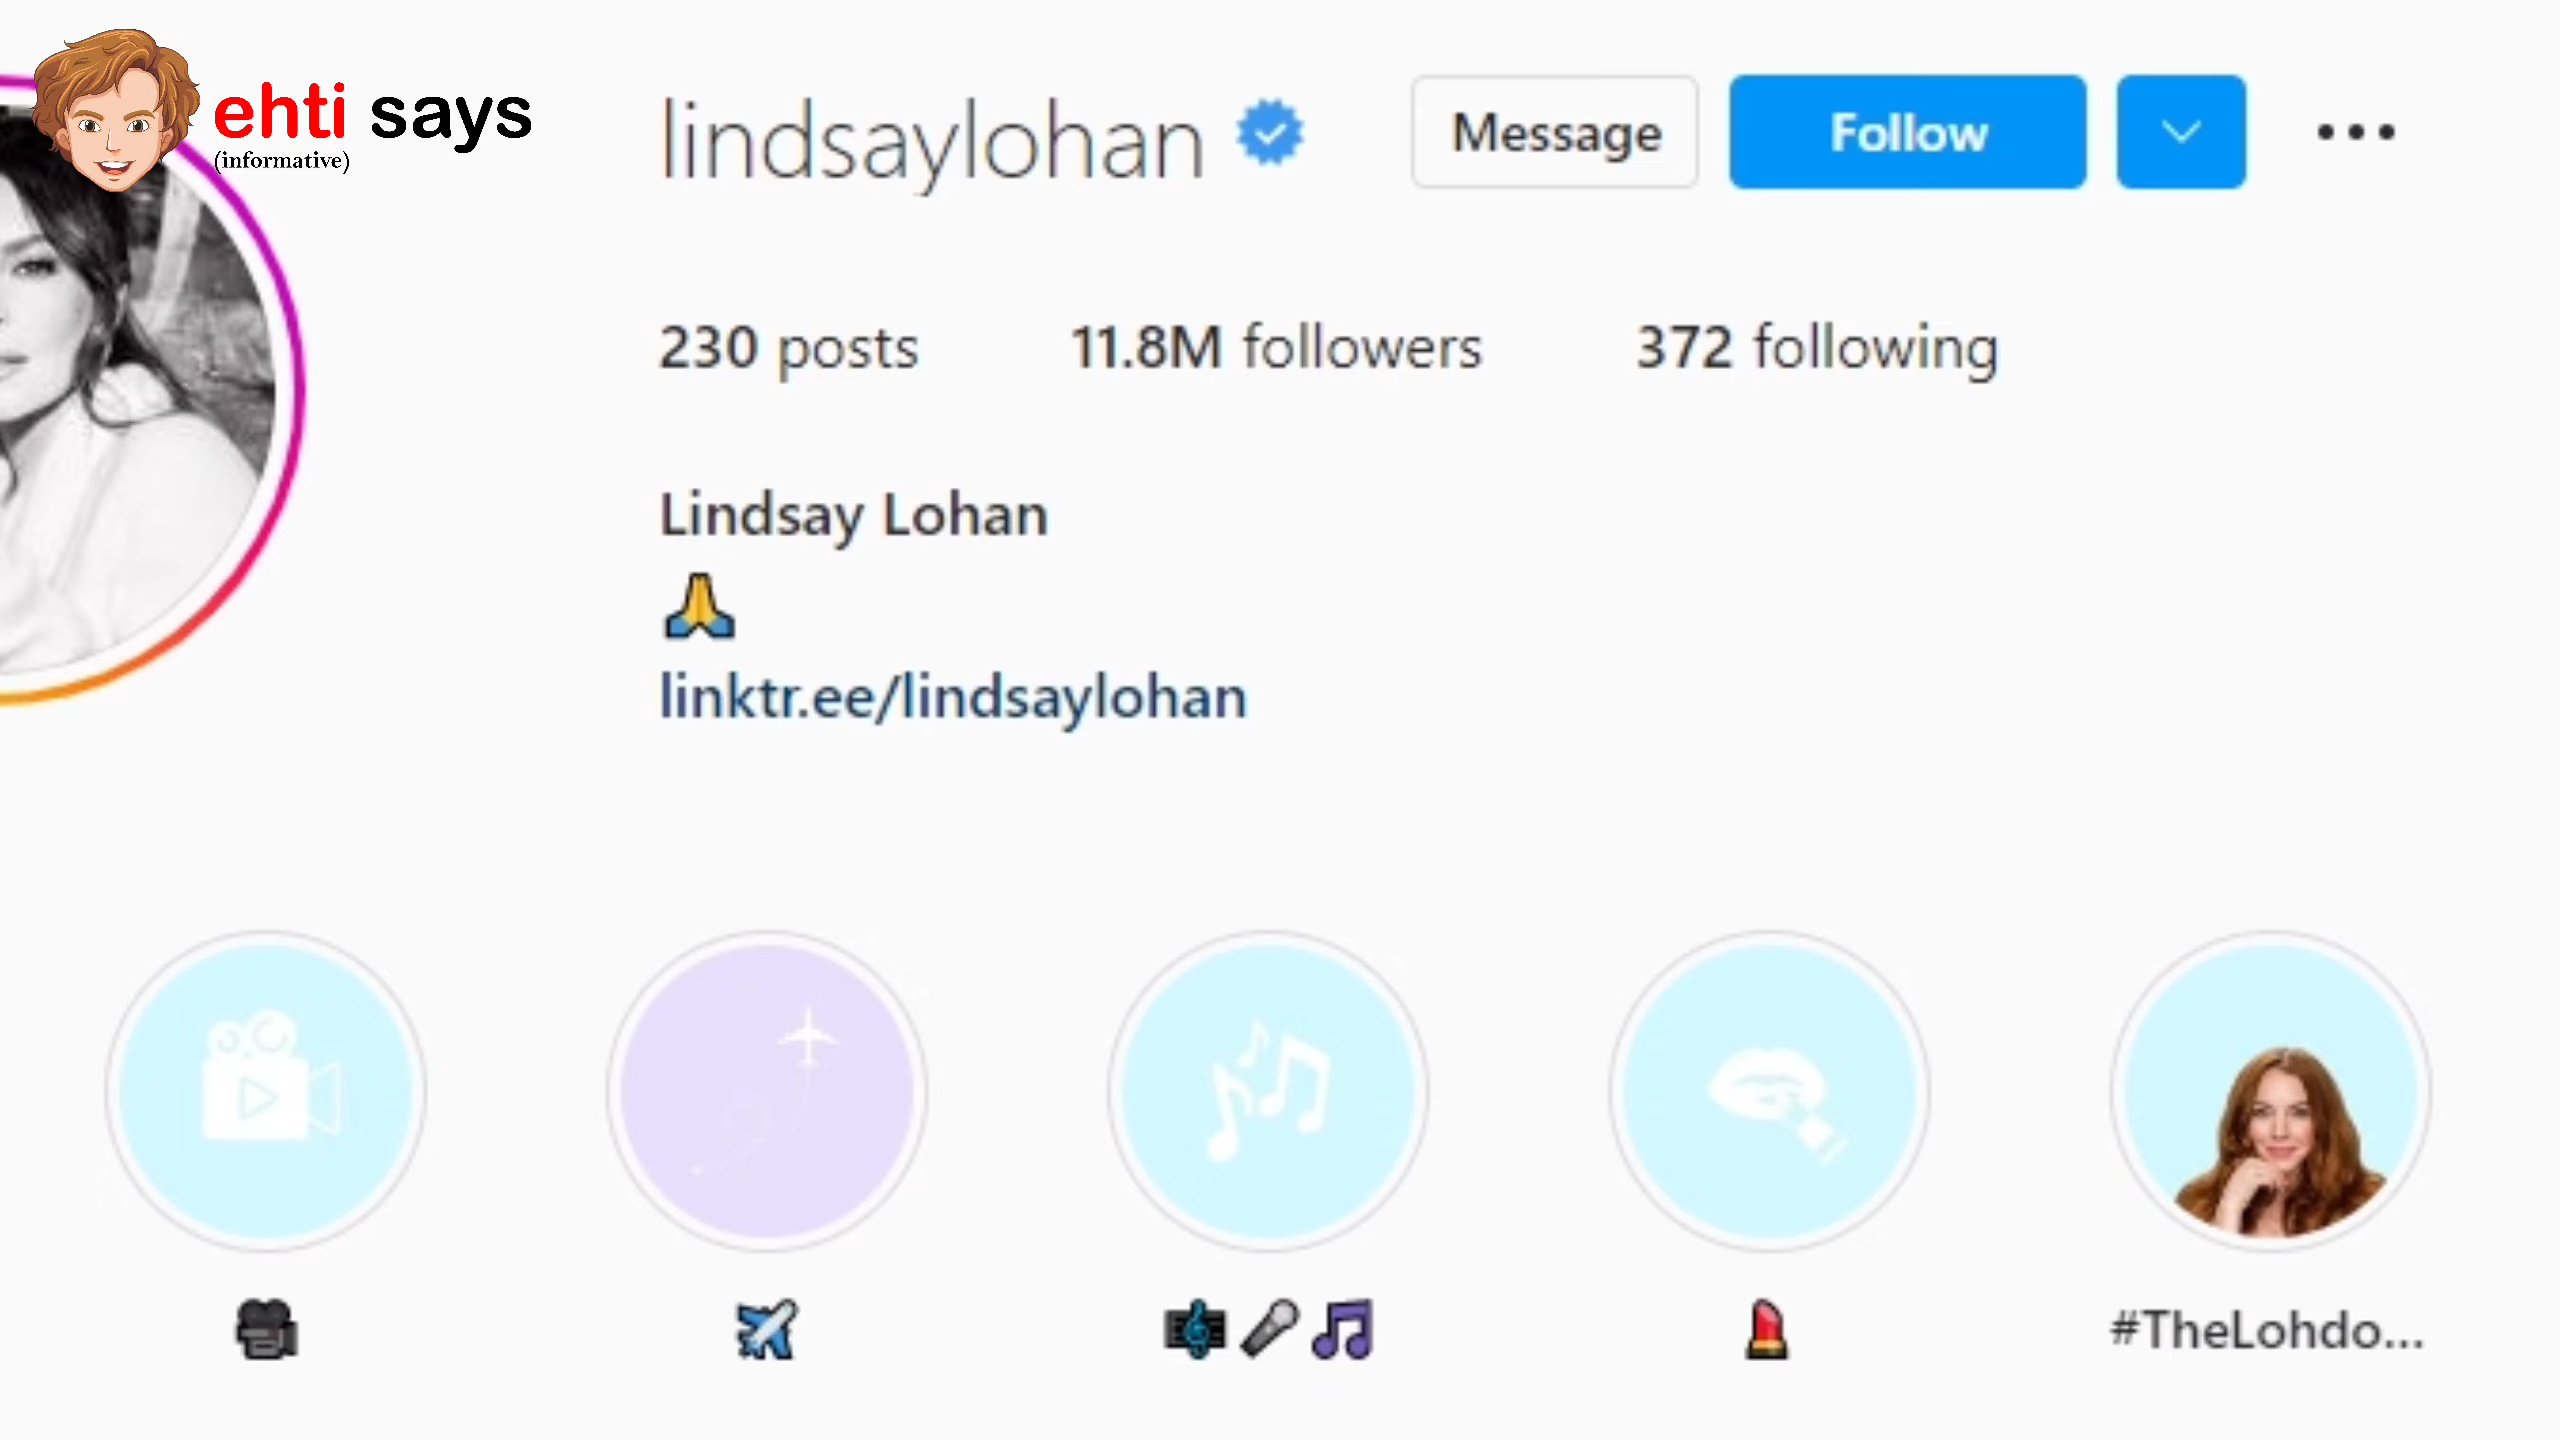 ehti says
(informative)
lindsaylohan
Message
Follow
230 posts
11.8M followers
372 following
Lindsay Lohan
🙏
linktr.ee/lindsaylohan
#TheLohdo...